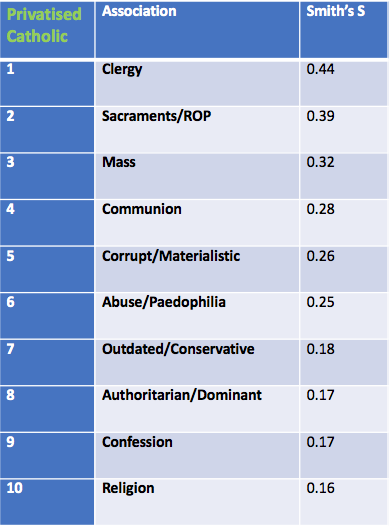 Privatised Catholic Association Smith's S
1 Clergy 0.44
2 Sacraments/ROP 0.39
3 Mass 0.32
4 Communion 0.28
5 Corrupt/Materialistic 0.26
6 Abuse/Paedophilia 0.25
7 Outdated/Conservative 0.18
8 Authoritarian/Dominant 0.17
9 Confession 0.17
10 Religion 0.16